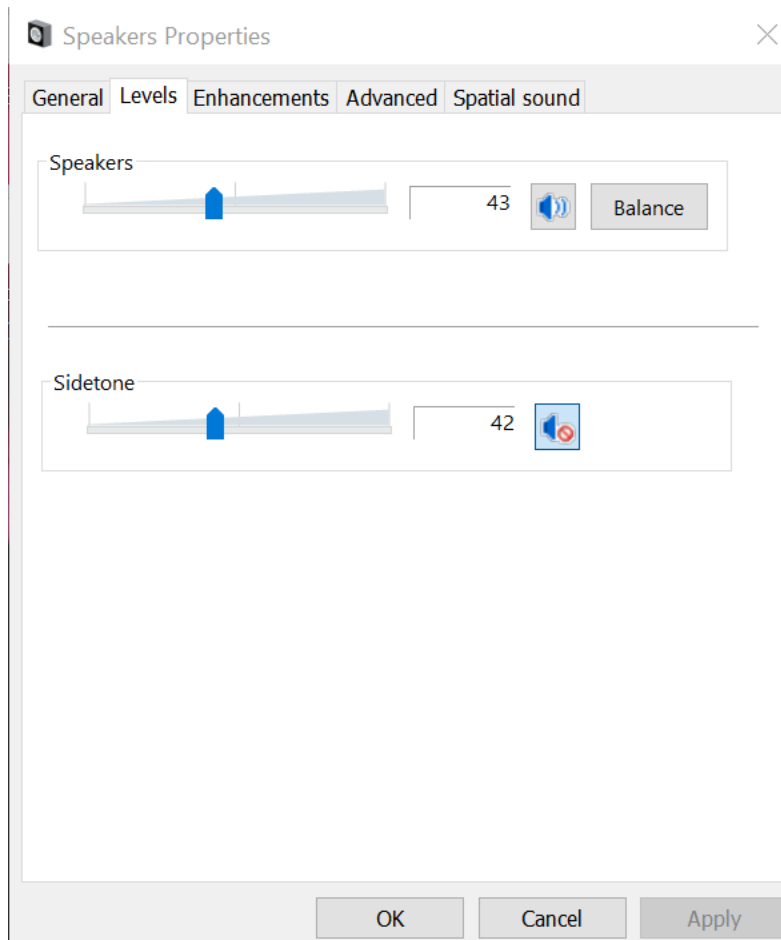 Speakers Properties
General Levels Enhancements Advanced Spatial sound
Speakers
43 Balance
Sidetone
42
OK Cancel Apply